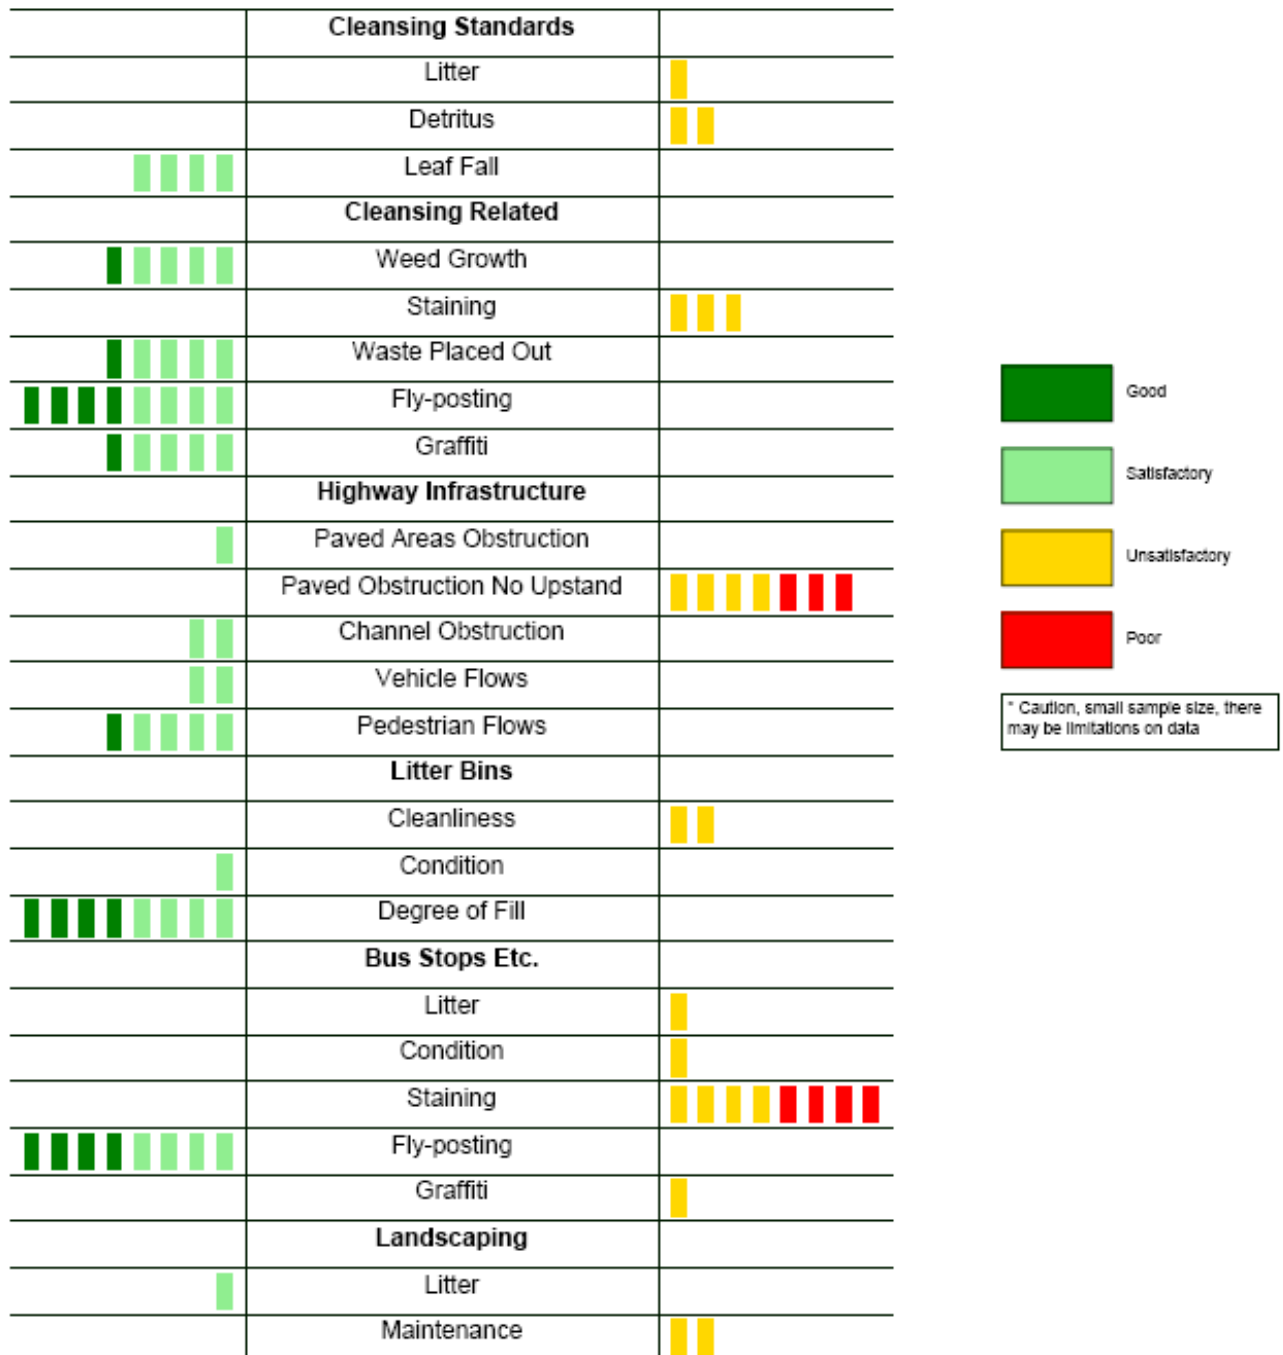 Cleansing Standards
Litter
Detritus
Leaf Fall
Cleansing Related
Weed Growth
Staining
Waste Placed Out
Fly-posting
Graffiti
Highway Infrastructure
Paved Areas Obstruction
Paved Obstruction No Upstand
Channel Obstruction
Vehicle Flows
Pedestrian Flows
Litter Bins
Cleanliness
Condition
Degree of Fill
Bus Stops Etc.
Litter
Condition
Staining
Fly-posting
Graffiti
Landscaping
Litter
Maintenance
Good
Satisfactory
Unsatisfactory
Poor
* Caution, small sample size, there
may be limitations on data